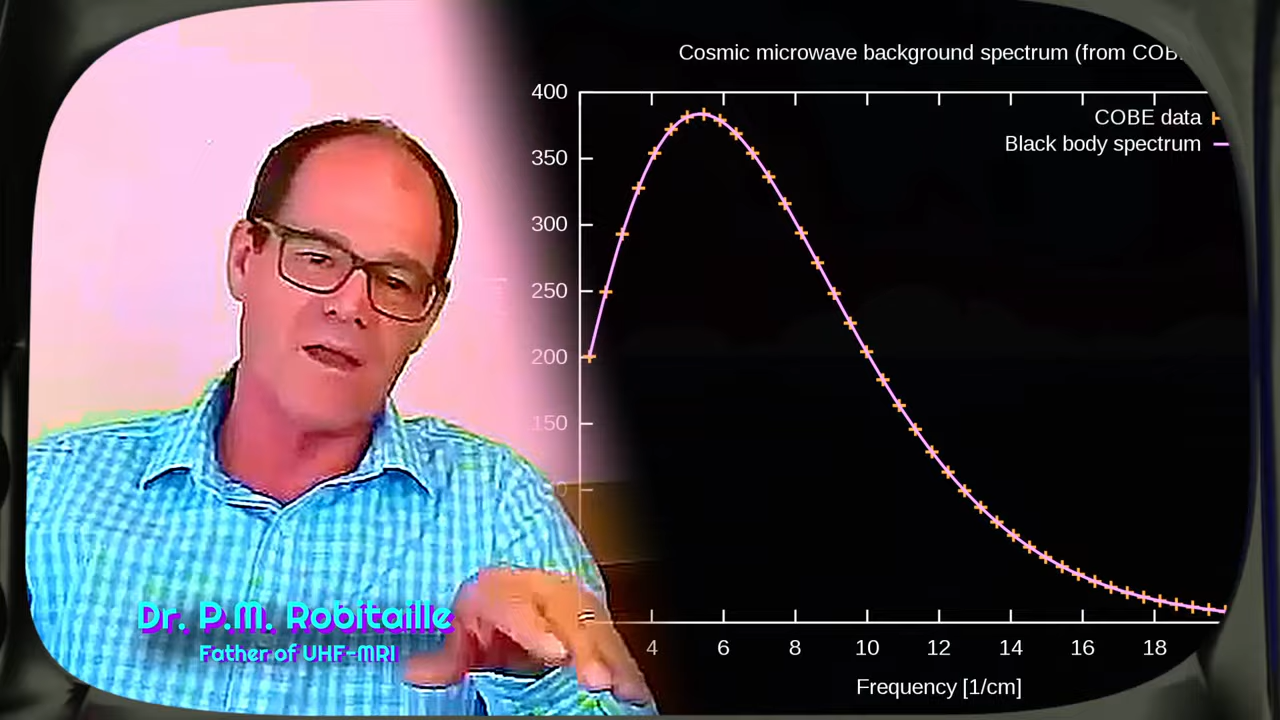 Cosmic microwave background spectrum (from COB
400
350
300
250
200
150
COBE data
Black body spectrum
4 6 8 10 12 14 16 18
Frequency [1/cm]
Dr. P.M. Robitaille
Father of UHF-MRI